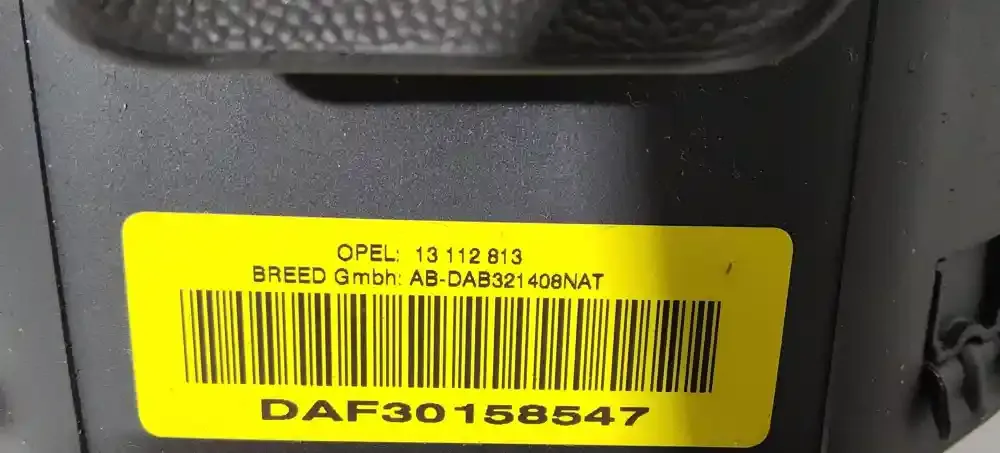 OPEL: 13 112 813
BREED Gmbh: AB-DAB321408NAT
DAF30158547